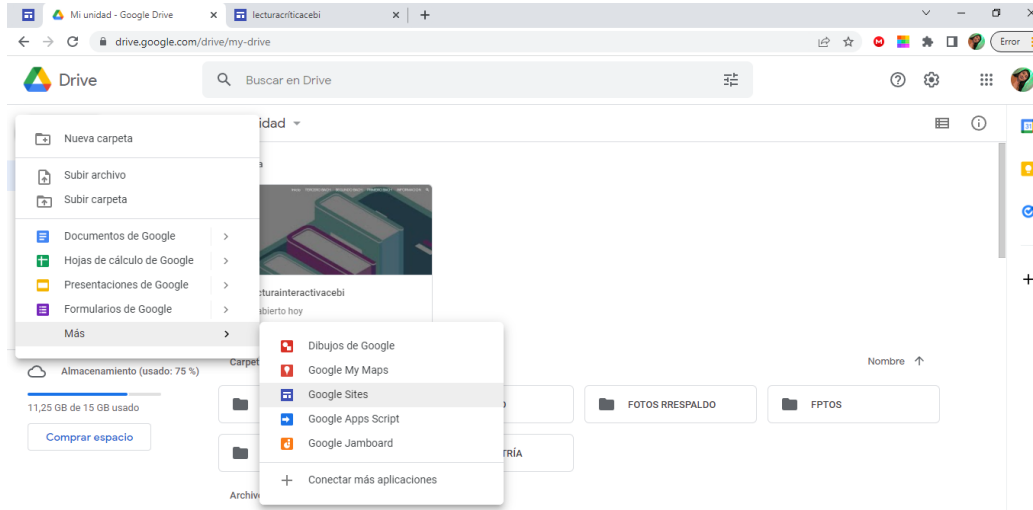 Mi unidad - Google Drive
lecturacríticacebi
drive.google.com/drive/my-drive
Error
Drive
Buscar en Drive
idad
Nueva carpeta
Subir archivo
Subir carpeta
Documentos de Google
Hojas de cálculo de Google
Presentaciones de Google
Formularios de Google
Más
cturainteractivacebi
abierto hoy
Dibujos de Google
Google My Maps
Google Sites
Google Apps Script
Google Jamboard
Conectar más aplicaciones
Almacenamiento (usado: 75 %)
11,25 GB de 15 GB usado
Comprar espacio
Carpet
Nombre
FOTOS RRESPALDO
FPTOS
TRÍA
Archiv